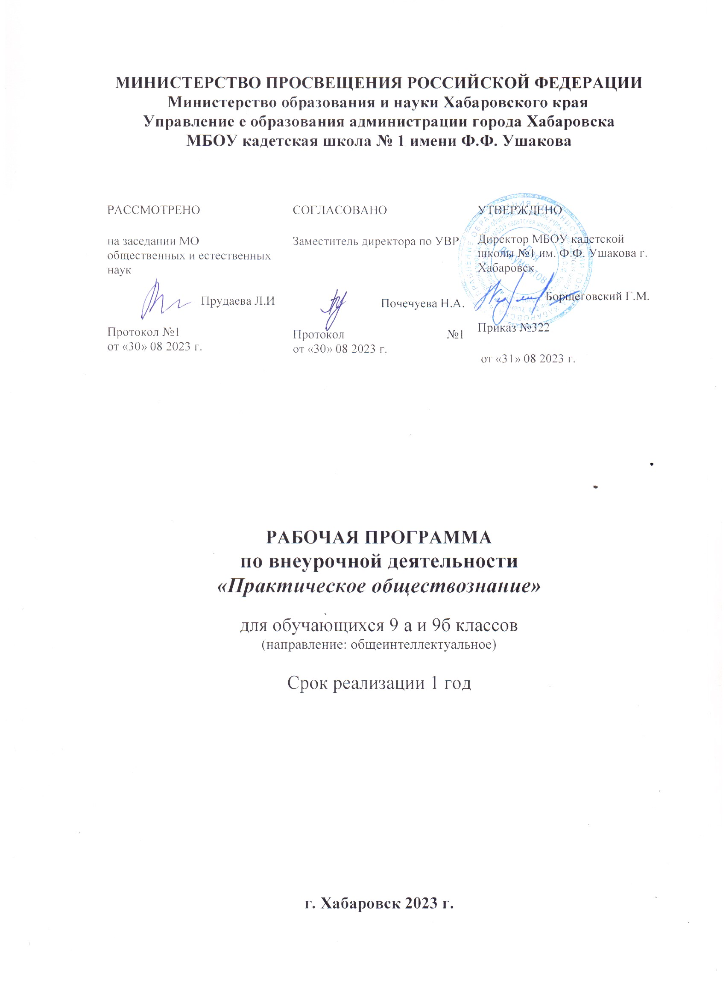 МИНИСТЕРСТВО ПРОСВЕЩЕНИЯ РОССИЙСКОЙ ФЕДЕРАЦИИ
Министерство образования и науки Хабаровского края
Управление е образования администрации города Хабаровска
МБОУ кадетская школа № 1 имени Ф.Ф. Ушакова
РАССМОТРЕНО
на заседании МО
общественных и естественных
наук
Прудаева Л.И
Протокол №1
от «30» 08 2023 г.
СОГЛАСОВАНО
Заместитель директора по УВР
Почечуева Н.А.
Протокол №1
от «30» 08 2023 г.
УТВЕРЖДЕНО
Директор МБОУ кадетской
школы №1 им. Ф.Ф. Ушакова г.
Хабаровск
Борщеговский Г.М.
Приказ №322
от «31» 08 2023 г.
Для
документов
РАБОЧАЯ ПРОГРАММА
по внеурочной деятельности
«Практическое обществознание»
для обучающихся 9 а и 9б классов
(направление: общеинтеллектуальное)
Срок реализации 1 год
г. Хабаровск 2023 г.